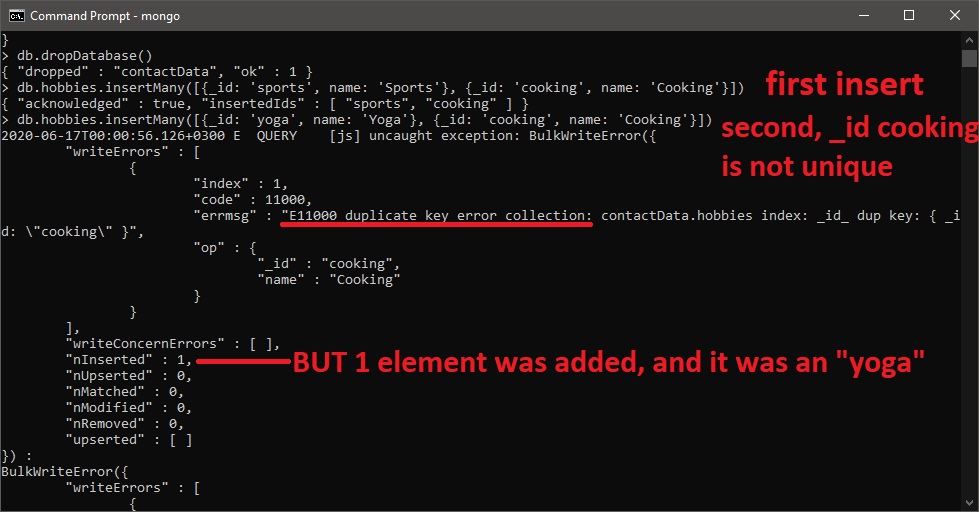 Command Prompt - mongo
}
> db.dropDatabase()
{ "dropped" : "contactData", "ok" : 1 }
> db.hobbies.insertMany([{_id: 'sports', name: 'Sports'}, {_id: 'cooking', name: 'Cooking'}])
first insert
{ "acknowledged" : true, "insertedIds" : [ "sports", "cooking" ] }
> db.hobbies.insertMany([{_id: 'yoga', name: 'Yoga'}, {_id: 'cooking', name: 'Cooking'}])
second, _id cooking
is not unique
2020-06-17T00:00:56.126+0300 E  QUERY    [js] uncaught exception: BulkWriteError({
"writeErrors" : [
{
"index" : 1,
"code" : 11000,
"errmsg" : "E11000 duplicate key error collection: contactData.hobbies index: _id_ dup key: { _i
d: \"cooking\" }",
"op" : {
"_id" : "cooking",
"name" : "Cooking"
}
}
],
"writeConcernErrors" : [ ],
"nInserted" : 1,
BUT 1 element was added, and it was an "yoga"
"nUpserted" : 0,
"nMatched" : 0,
"nModified" : 0,
"nRemoved" : 0,
"upserted" : [ ]
}) :
BulkWriteError({
"writeErrors" : [
{